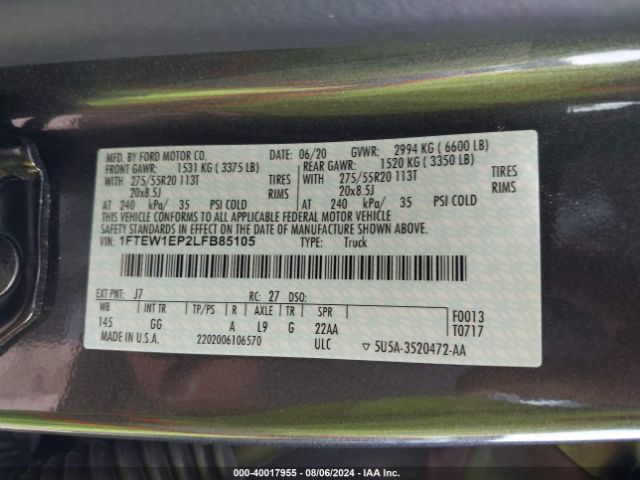 MFD. BY FORD MOTOR CO. DATE: 06/20 GVWR: 2994 KG ( 6600 LB)
FRONT GAWR: 1531 KG ( 3375 LB) REAR GAWR: 1520 KG ( 3350 LB)
WITH 275/55R20 113T TIRES WITH 275/55R20 113T TIRES
20x8.5J RIMS 20x8.5J RIMS
AT 240 kPa/ 35 PSI COLD AT 240 kPa/ 35 PSI COLD
THIS VEHICLE CONFORMS TO ALL APPLICABLE FEDERAL MOTOR VEHICLE
SAFETY STANDARDS IN EFFECT ON THE DATE OF MANUFACTURE SHOWN ABOVE.
VIN: 1FTEW1EP2LFB85105 TYPE: Truck
EXT PNT: J7 RC: 27 DSO:
WB INT TR TP/PS R AXLE TR SPR F0013
145 GG A L9 G 22AA T0717
MADE IN U.S.A. 2202006106570 ULC ▽ 5U5A-3520472-AA
000-40017955 - 08/06/2024 - IAA Inc.